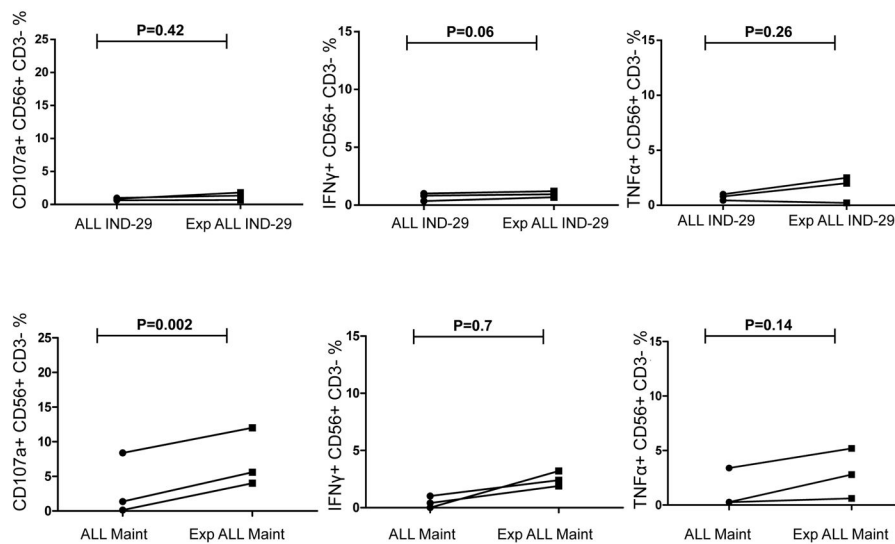 CD107a+ CD56+ CD3- %
25
20
15
10
5
0
P=0.42
ALL IND-29
Exp ALL IND-29
IFNγ+ CD56+ CD3- %
15
10
5
0
P=0.06
ALL IND-29
Exp ALL IND-29
TNFα+ CD56+ CD3- %
15
10
5
0
P=0.26
ALL IND-29
Exp ALL IND-29
CD107a+ CD56+ CD3- %
25
20
15
10
5
0
P=0.002
ALL Maint
Exp ALL Maint
IFNγ+ CD56+ CD3- %
15
10
5
0
P=0.7
ALL Maint
Exp ALL Maint
TNFα+ CD56+ CD3- %
15
10
5
0
P=0.14
ALL Maint
Exp ALL Maint